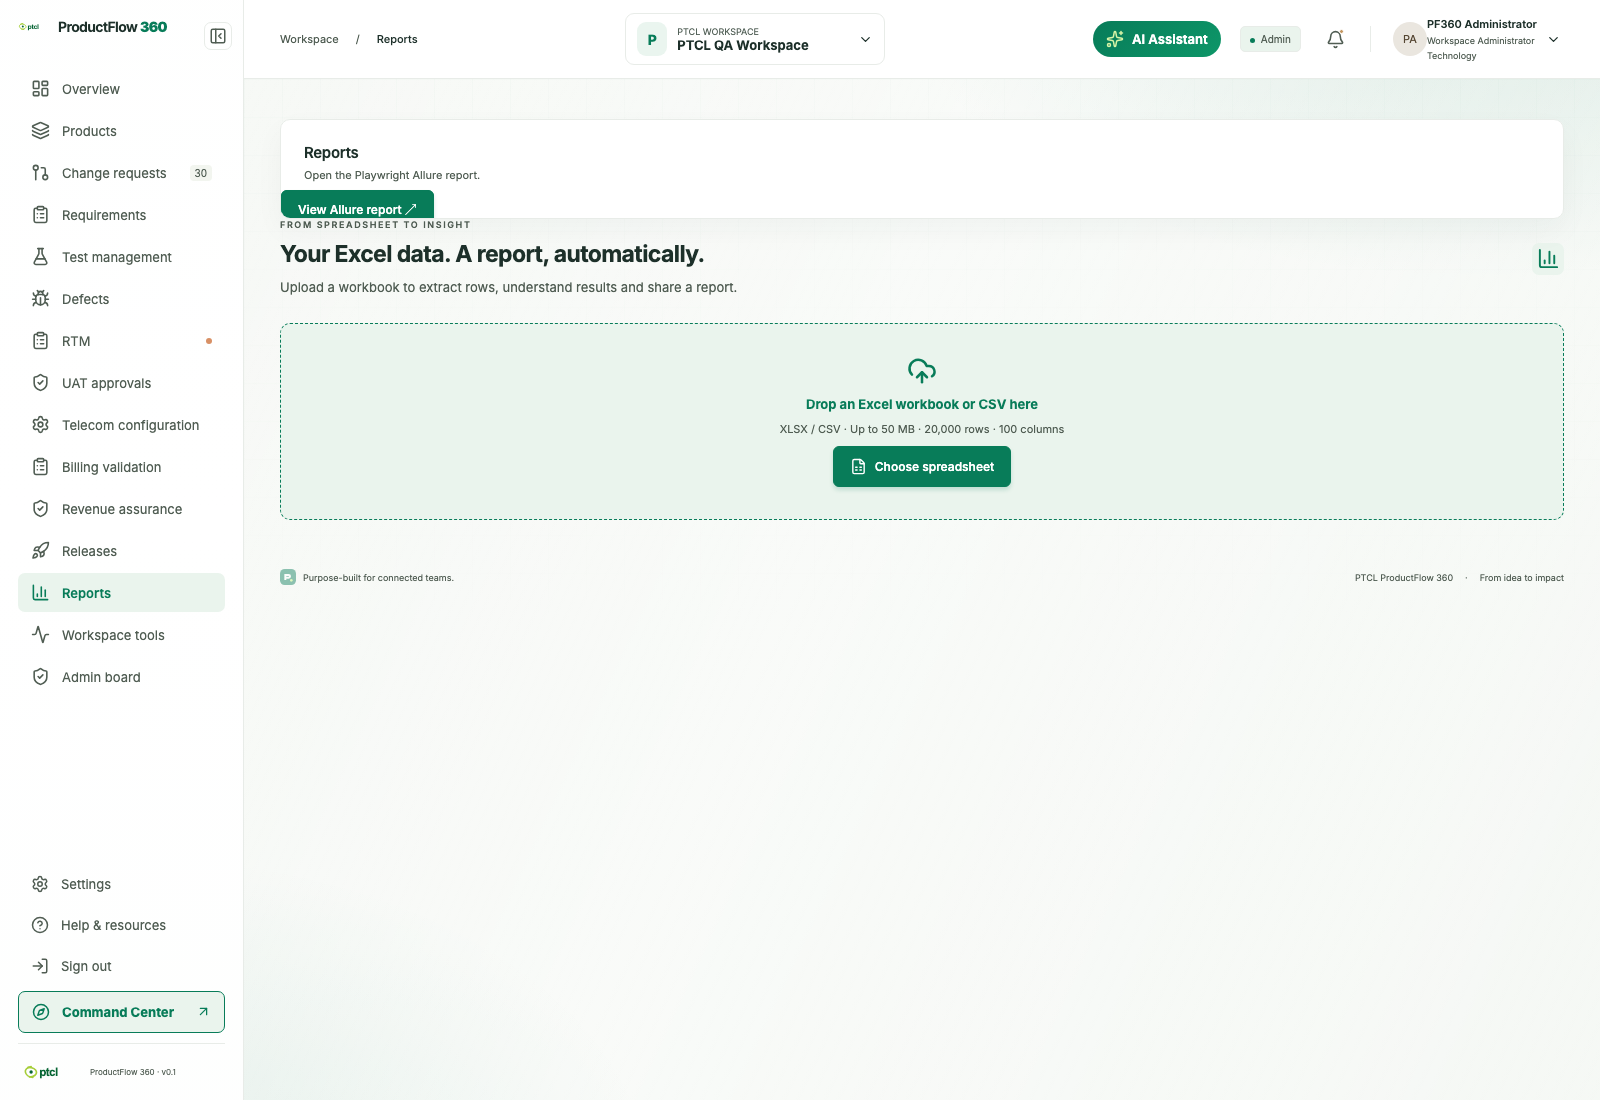 ptcl
ProductFlow 360
Overview
Products
Change requests 30
Requirements
Test management
Defects
RTM
UAT approvals
Telecom configuration
Billing validation
Revenue assurance
Releases
Reports
Workspace tools
Admin board
Settings
Help & resources
Sign out
Command Center
ptcl
ProductFlow 360 · v0.1
Workspace / Reports
P
PTCL WORKSPACE
PTCL QA Workspace
AI Assistant
Admin
PA
PF360 Administrator
Workspace Administrator
Technology
Reports
Open the Playwright Allure report.
View Allure report
FROM SPREADSHEET TO INSIGHT
Your Excel data. A report, automatically.
Upload a workbook to extract rows, understand results and share a report.
Drop an Excel workbook or CSV here
XLSX / CSV · Up to 50 MB · 20,000 rows · 100 columns
Choose spreadsheet
P.
Purpose-built for connected teams.
PTCL ProductFlow 360 · From idea to impact